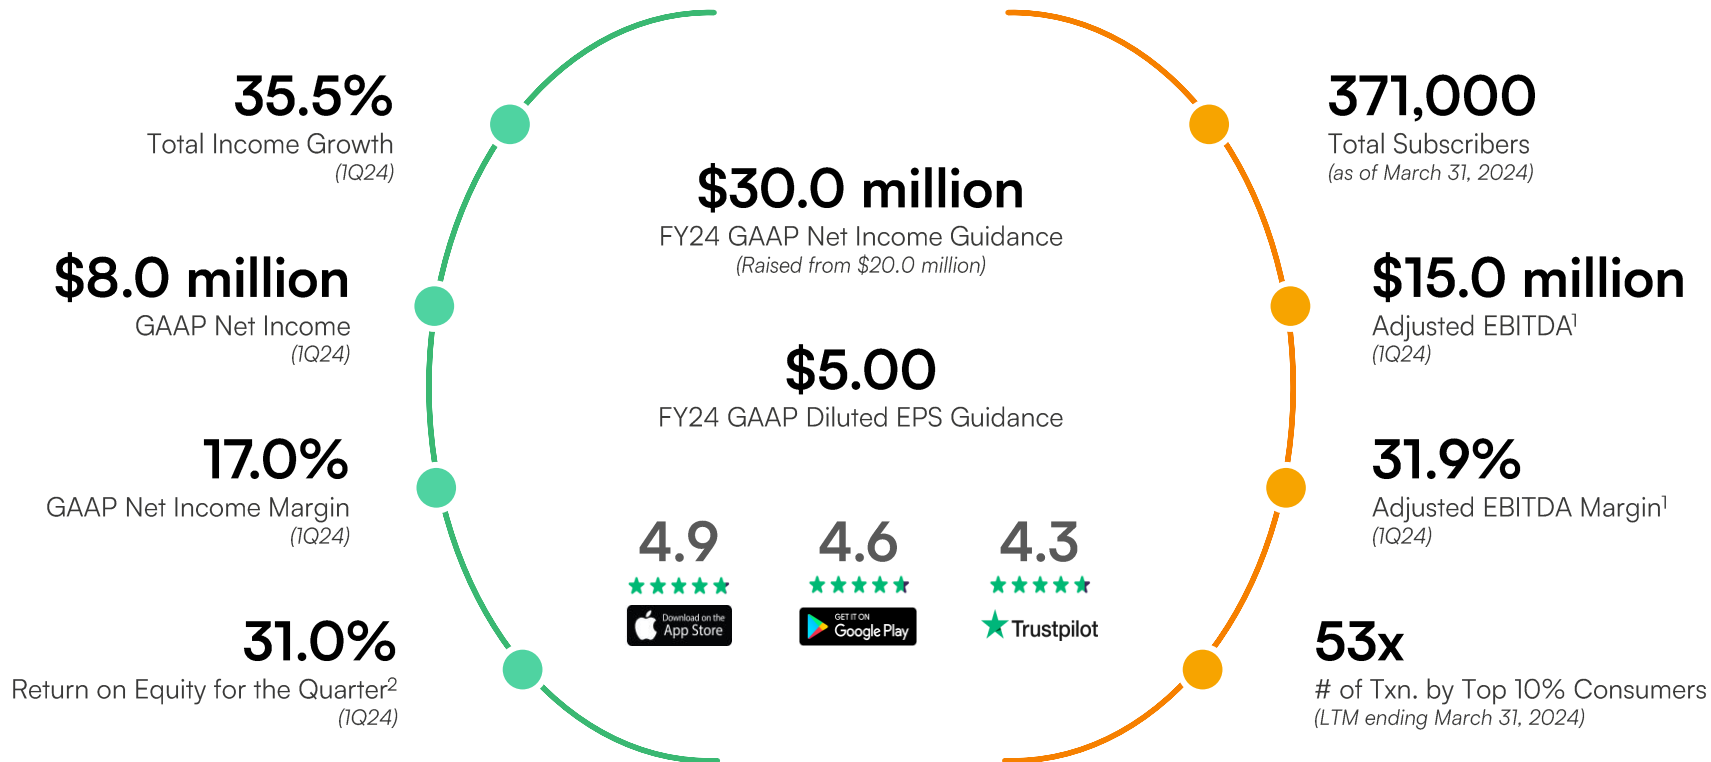 35.5%
Total Income Growth
(1Q24)
$8.0 million
GAAP Net Income
(1Q24)
17.0%
GAAP Net Income Margin
(1Q24)
31.0%
Return on Equity for the Quarter²
(1Q24)
$30.0 million
FY24 GAAP Net Income Guidance
(Raised from $20.0 million)
$5.00
FY24 GAAP Diluted EPS Guidance
4.9
Download on the
App Store
4.6
GET IT ON
Google Play
4.3
Trustpilot
371,000
Total Subscribers
(as of March 31, 2024)
$15.0 million
Adjusted EBITDA¹
(1Q24)
31.9%
Adjusted EBITDA Margin¹
(1Q24)
53x
# of Txn. by Top 10% Consumers
(LTM ending March 31, 2024)